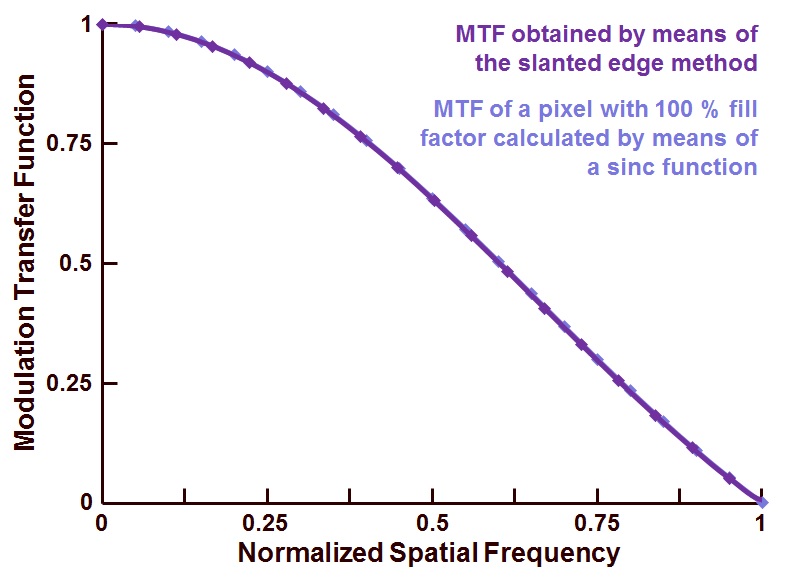 MTF obtained by means of
the slanted edge method
MTF of a pixel with 100 % fill
factor calculated by means of
a sinc function
Modulation Transfer Function
1
0.75
0.5
0.25
0
0 0.25 0.5 0.75 1
Normalized Spatial Frequency